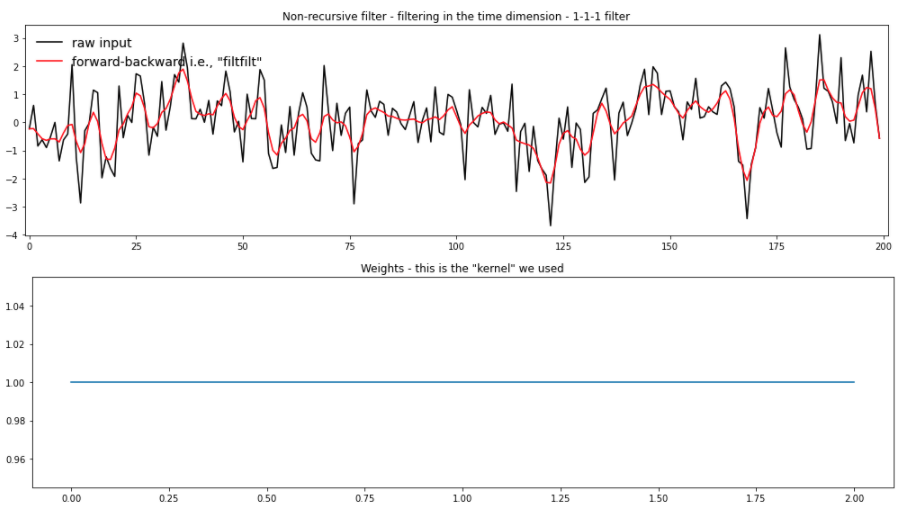 Non-recursive filter - filtering in the time dimension - 1-1-1 filter
raw input
forward-backward i.e., "filtfilt"
3
2
1
0
−1
−2
−3
−4
0 25 50 75 100 125 150 175 200
Weights - this is the "kernel" we used
1.04
1.02
1.00
0.98
0.96
0.00 0.25 0.50 0.75 1.00 1.25 1.50 1.75 2.00